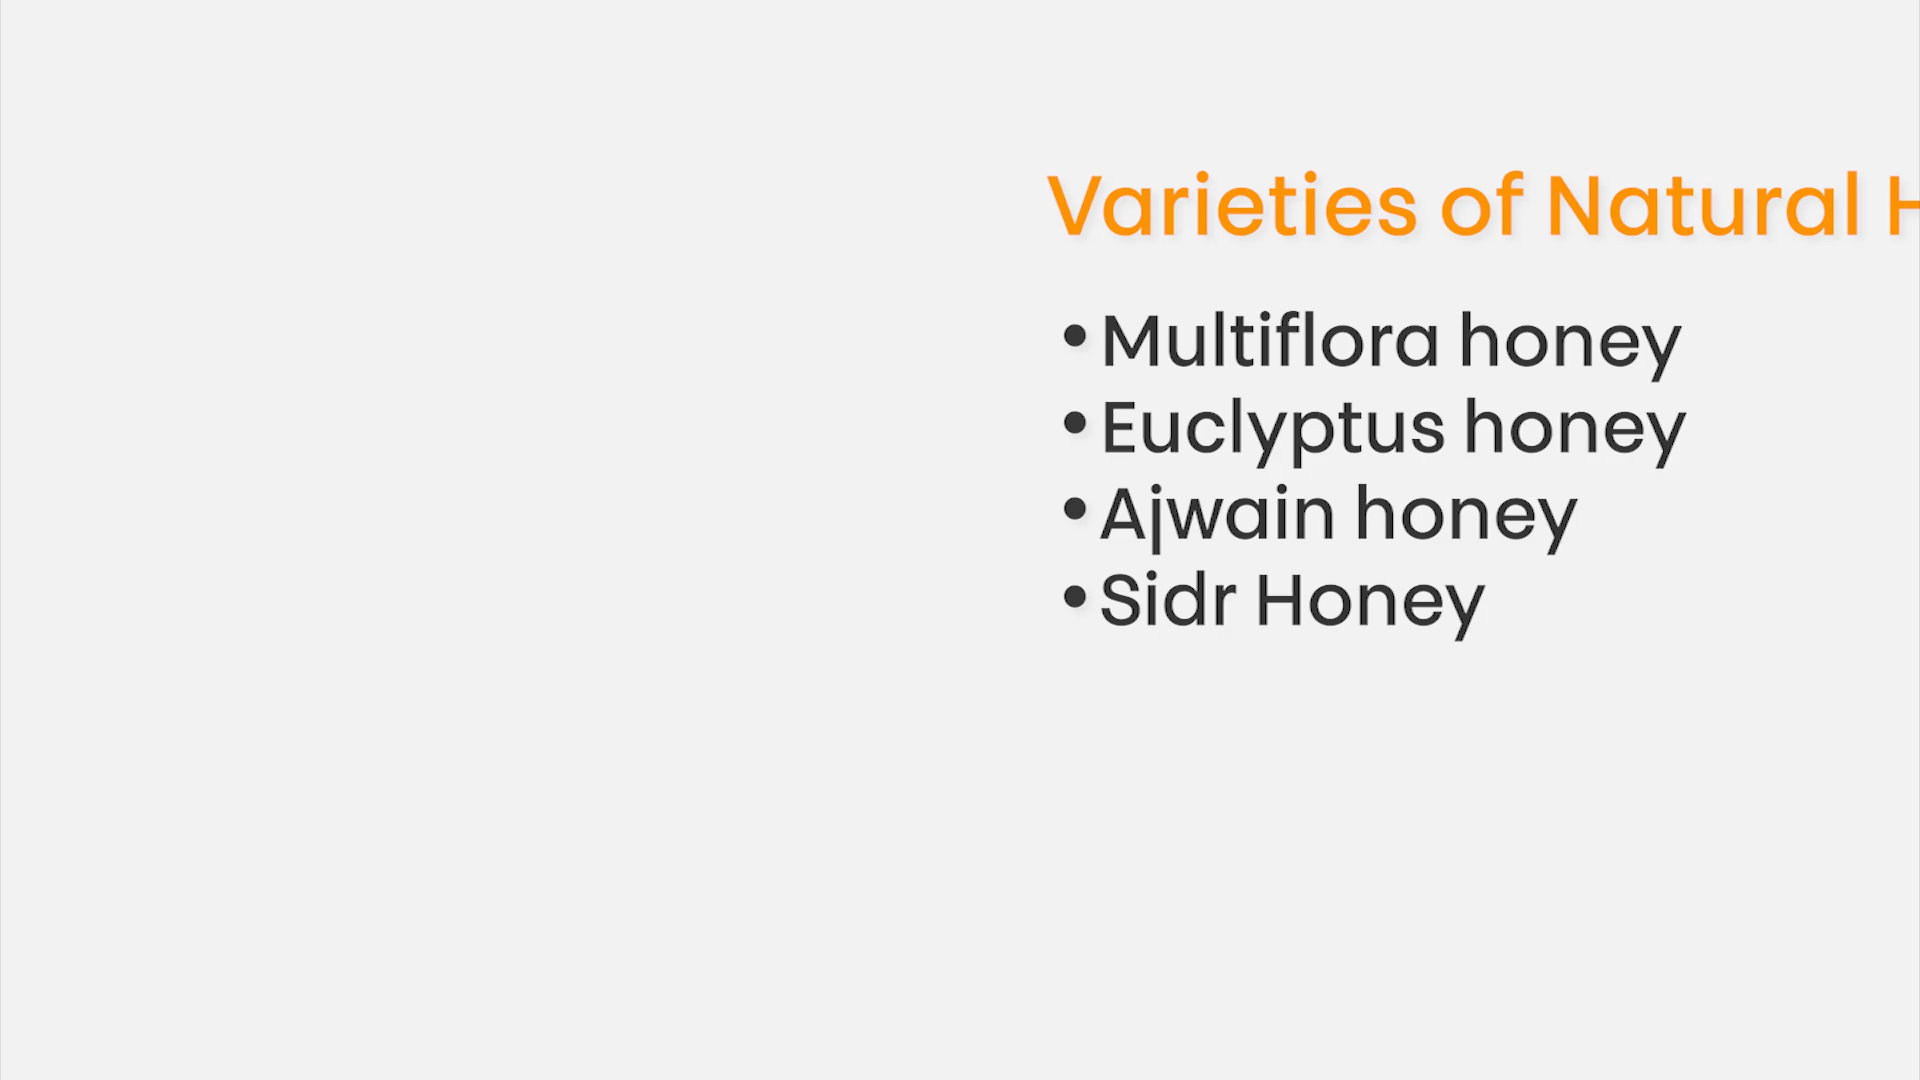 Varieties of Natural H
• Multiflora honey
• Euclyptus honey
• Ajwain honey
• Sidr Honey